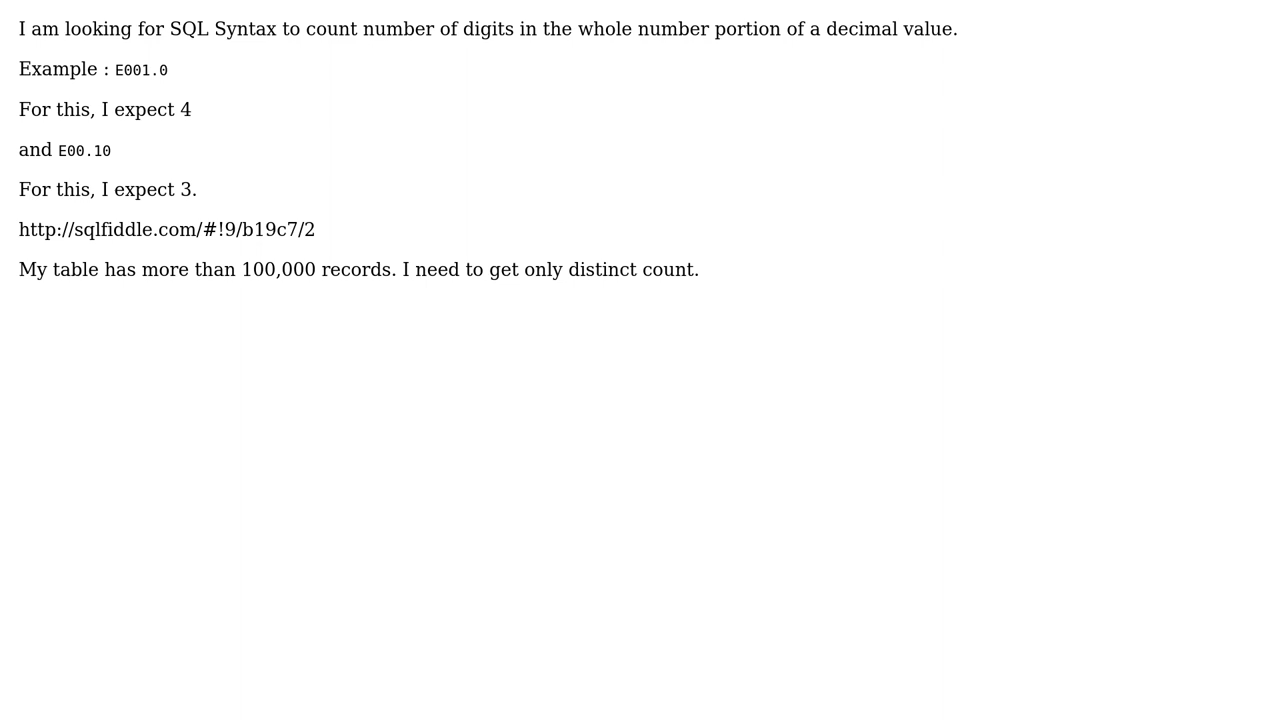 I am looking for SQL Syntax to count number of digits in the whole number portion of a decimal value.
Example : E001.0
For this, I expect 4
and E00.10
For this, I expect 3.
http://sqlfiddle.com/#!9/b19c7/2
My table has more than 100,000 records. I need to get only distinct count.